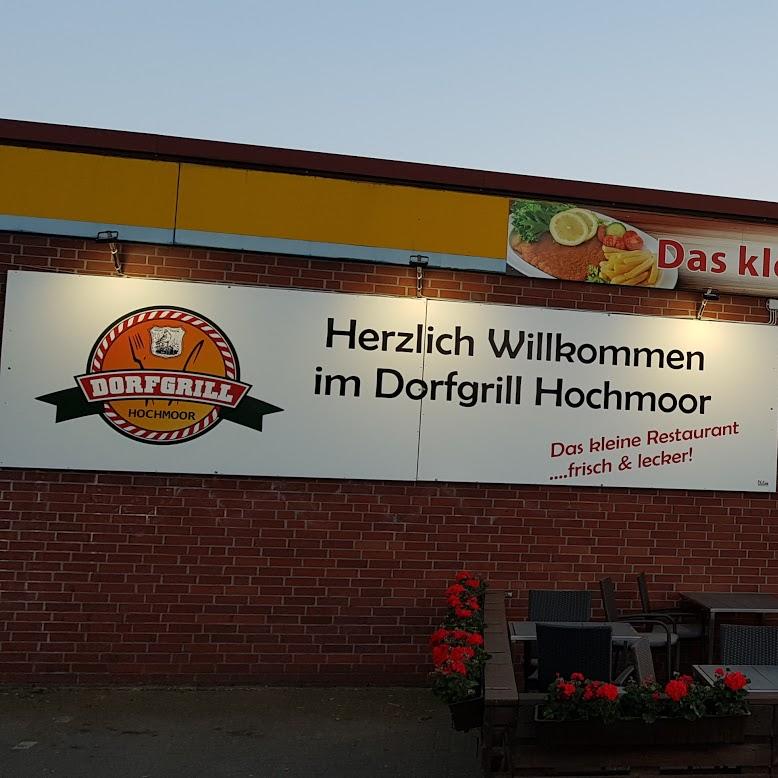 Das kl
Herzlich Willkommen
im Dorfgrill Hochmoor
DORFGRILL
HOCHMOOR
Das kleine Restaurant
....frisch & lecker!